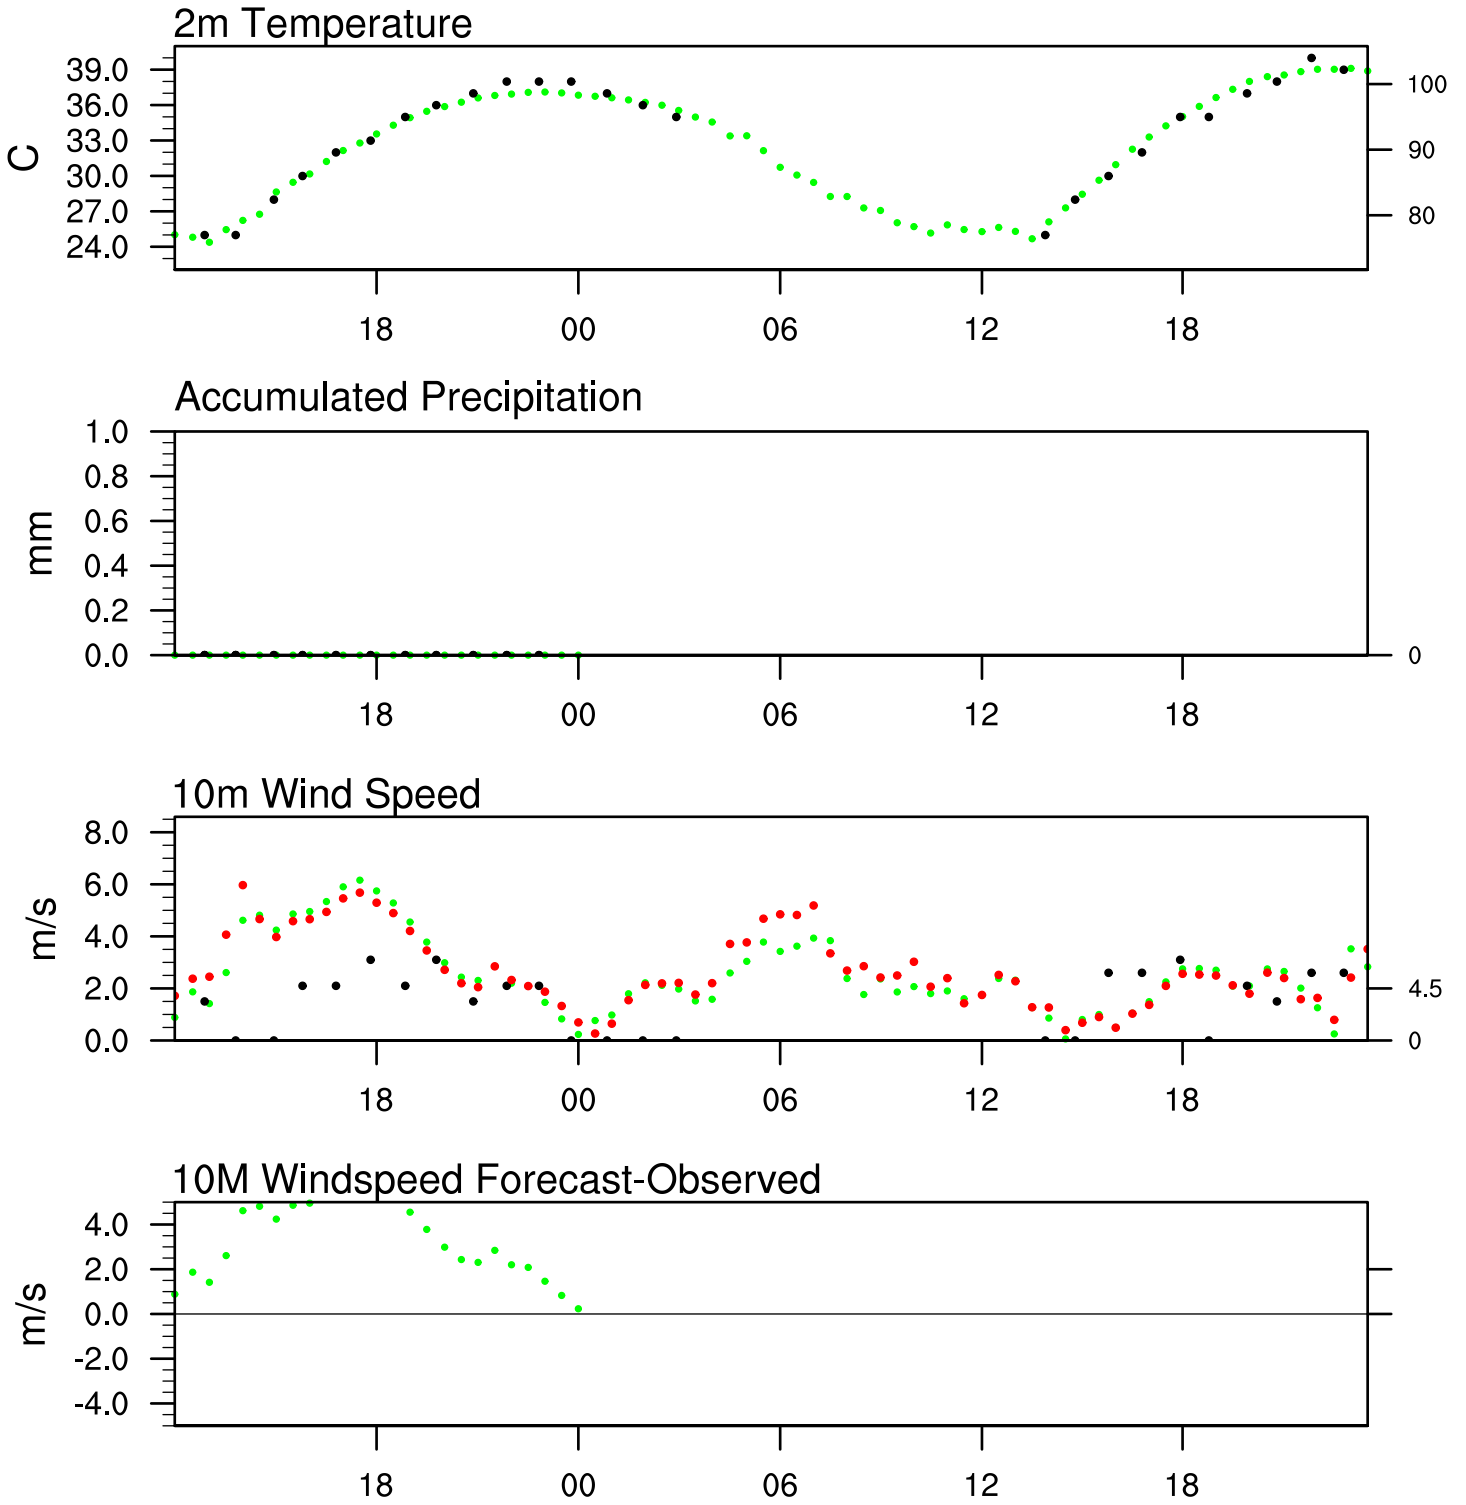 2m Temperature
39.0
36.0
33.0
30.0
27.0
24.0
C
100
90
80
18 00 06 12 18
Accumulated Precipitation
1.0
0.8
0.6
0.4
0.2
0.0
mm
0
18 00 06 12 18
10m Wind Speed
8.0
6.0
4.0
2.0
0.0
m/s
4.5
0
18 00 06 12 18
10M Windspeed Forecast-Observed
4.0
2.0
0.0
-2.0
-4.0
m/s
18 00 06 12 18